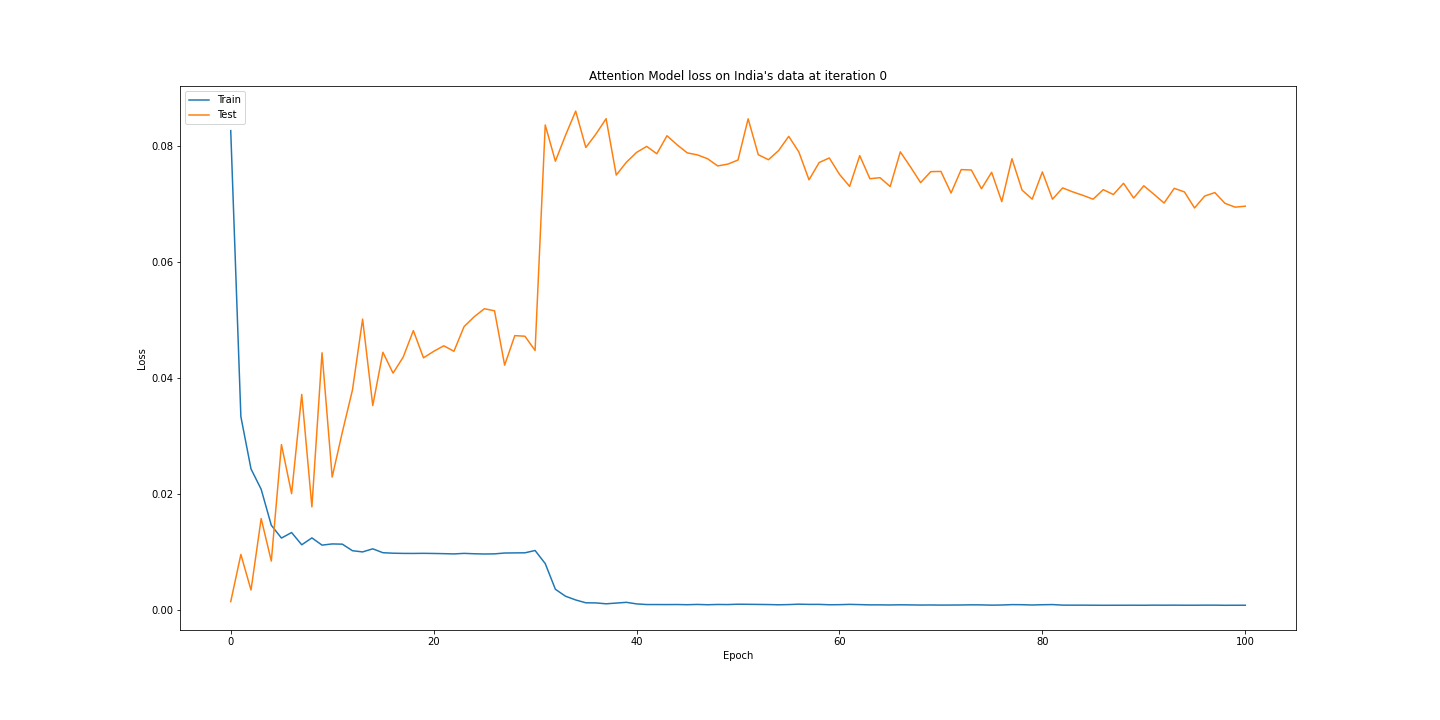 Attention Model loss on India's data at iteration 0
Train
Test
Loss
0.08
0.06
0.04
0.02
0.00
0 20 40 60 80 100
Epoch